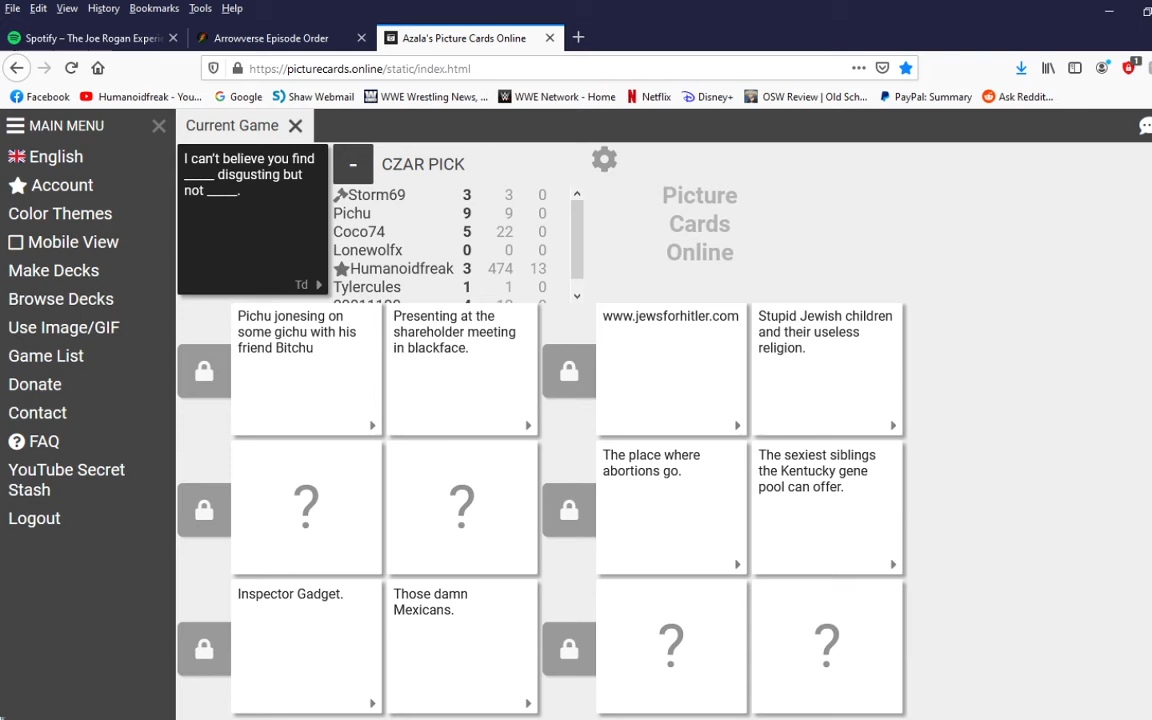 File Edit View History Bookmarks Tools Help
Spotify – The Joe Rogan Experi
Arrowverse Episode Order
Azala's Picture Cards Online
https://picturecards.online/static/index.html
Facebook
Humanoidfreak - You...
Google
Shaw Webmail
WWE Wrestling News, ...
WWE Network - Home
Netflix
Disney+
OSW Review | Old Sch...
PayPal: Summary
Ask Reddit...
1
MAIN MENU
English
Account
Color Themes
Mobile View
Make Decks
Browse Decks
Use Image/GIF
Game List
Donate
Contact
FAQ
YouTube Secret
Stash
Logout
Current Game
I can't believe you find
_____ disgusting but
not _____.
Td
-
CZAR PICK
Storm69 3 3 0
Pichu 9 9 0
Coco74 5 22 0
Lonewolfx 0 0 0
Humanoidfreak 3 474 13
Tylercules 1 1 0
Picture
Cards
Online
Pichu jonesing on
some gichu with his
friend Bitchu
Presenting at the
shareholder meeting
in blackface.
www.jewsforhitler.com
Stupid Jewish children
and their useless
religion.
?
?
The place where
abortions go.
The sexiest siblings
the Kentucky gene
pool can offer.
Inspector Gadget.
Those damn
Mexicans.
?
?